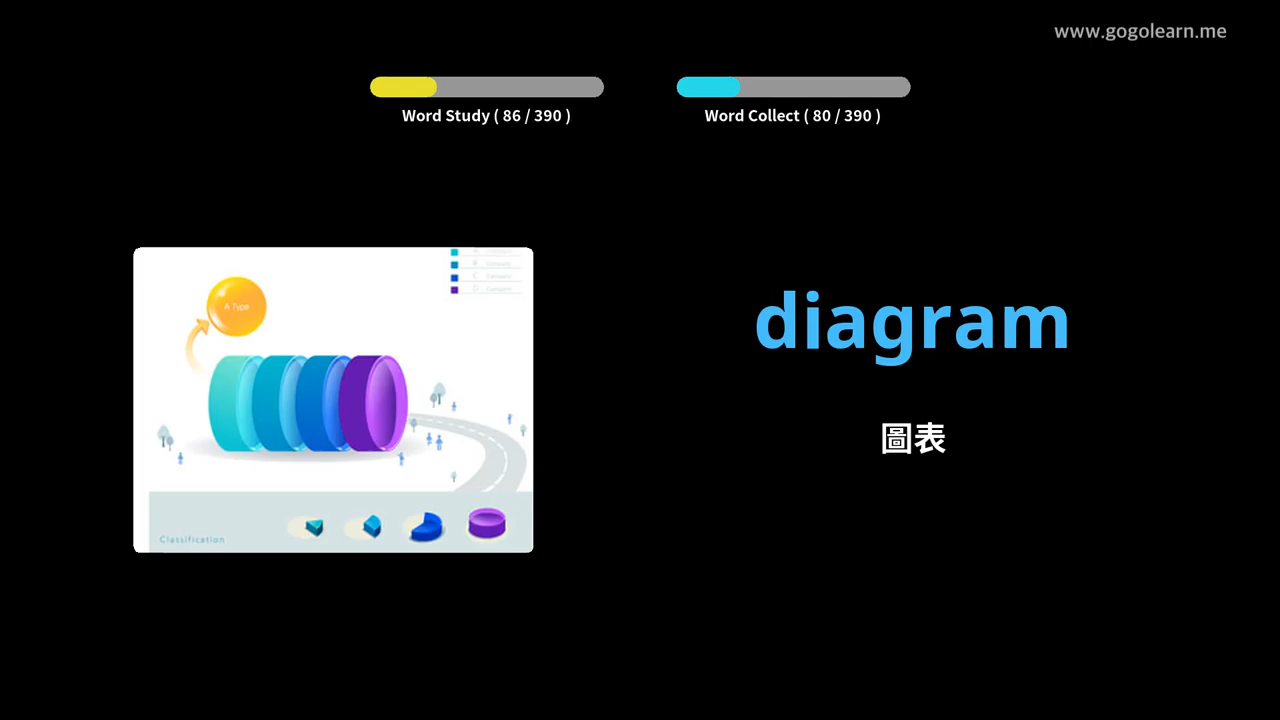 www.gogolearn.me
Word Study ( 86 / 390 )
Word Collect ( 80 / 390 )
A Type
B
C
D
diagram
圖表
Classification